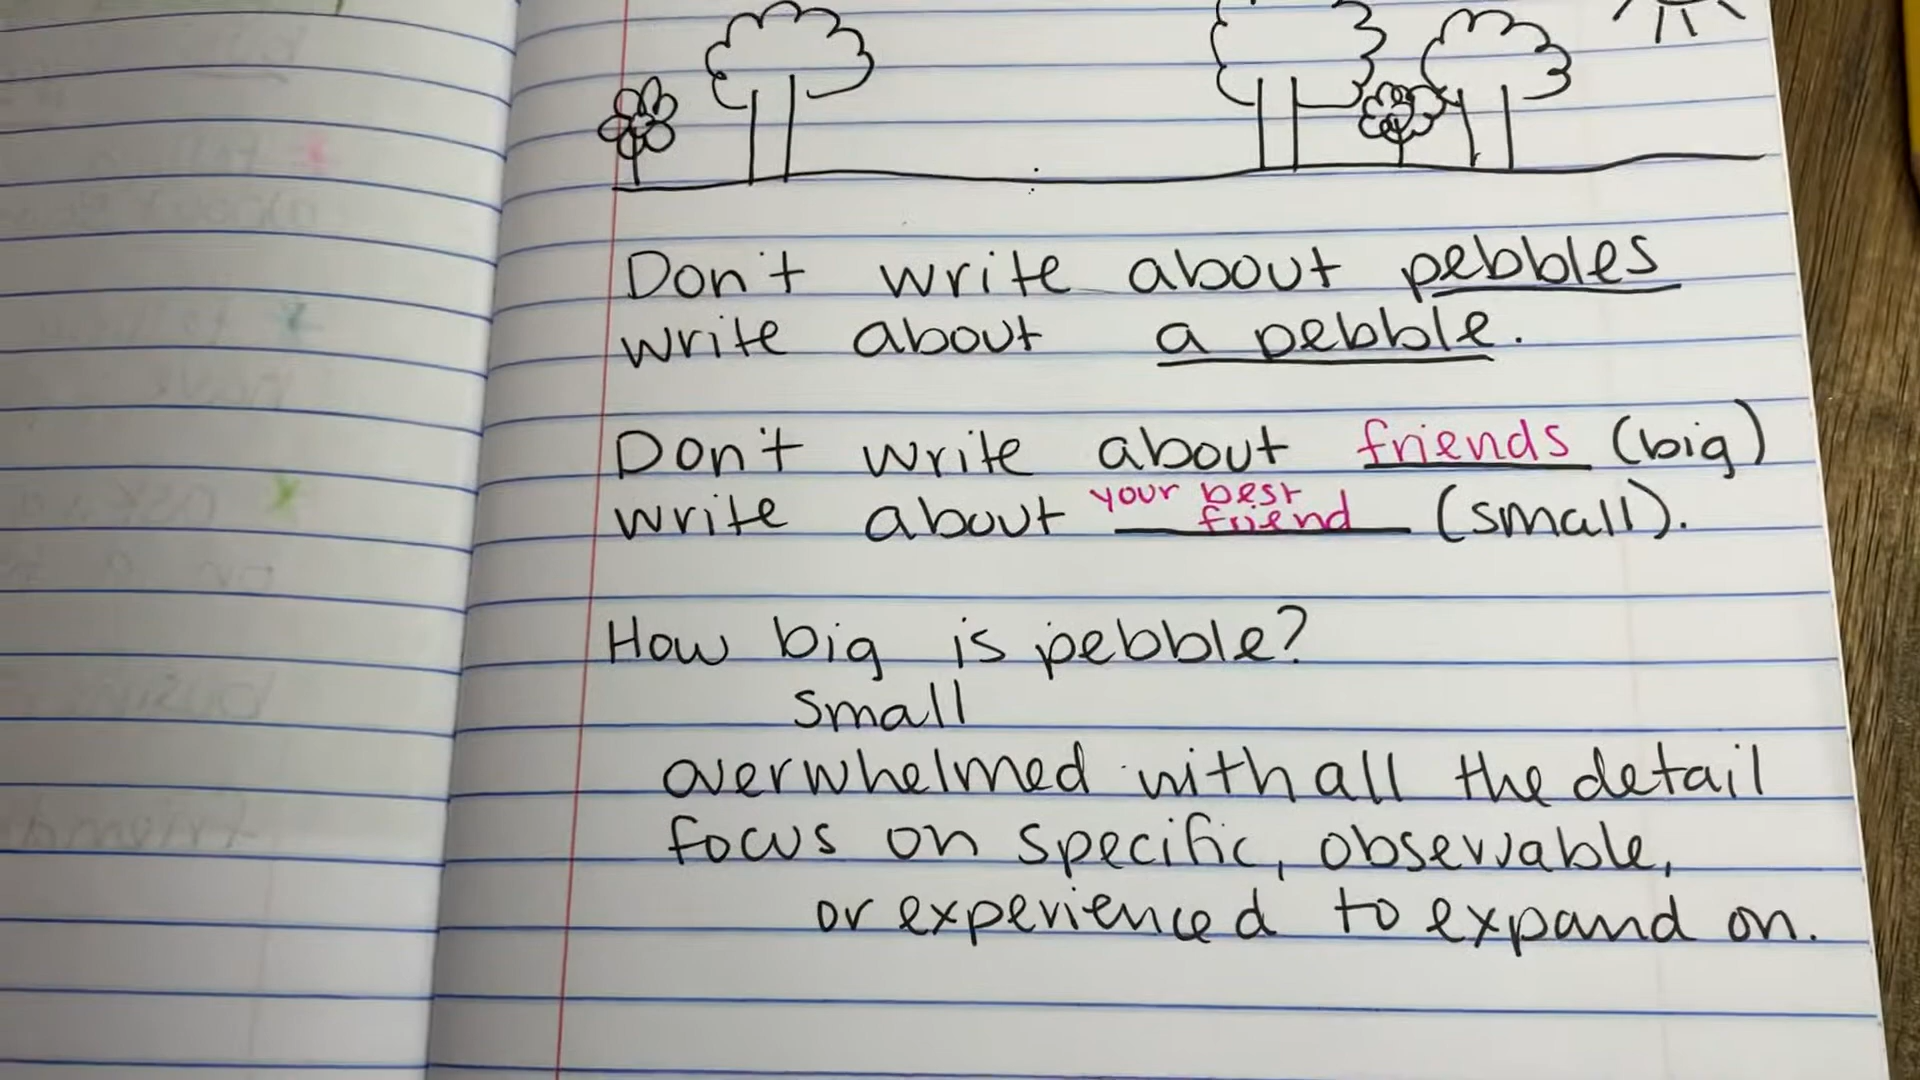 Don't write about pebbles
write about a pebble.
Don't write about friends (big)
write about your best friend (small).
How big is pebble?
small
overwhelmed with all the detail
focus on specific, observable,
or experienced to expand on.